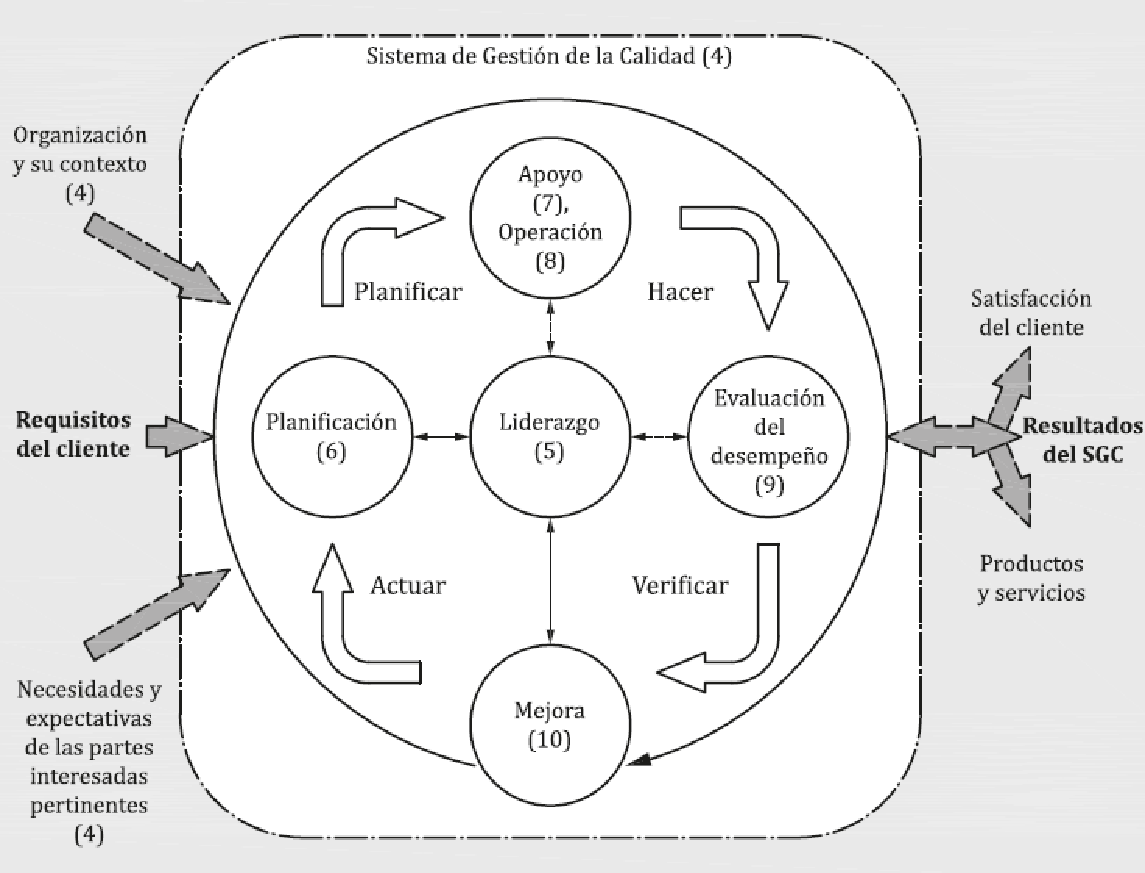 Sistema de Gestión de la Calidad (4)
Organización
y su contexto
(4)
Apoyo
(7),
Operación
(8)
Planificar
Hacer
Satisfacción
del cliente
Requisitos
del cliente
Planificación
(6)
Liderazgo
(5)
Evaluación
del
desempeño
(9)
Resultados
del SGC
Actuar
Verificar
Productos
y servicios
Necesidades y
expectativas
de las partes
interesadas
pertinentes
(4)
Mejora
(10)